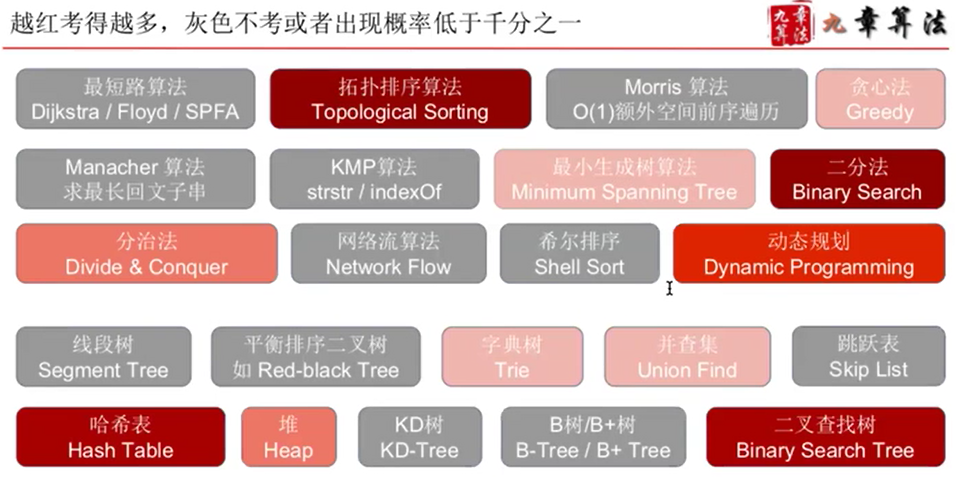 越红考得越多，灰色不考或者出现概率低于千分之一
九章算法
九章算法
最短路算法
Dijkstra / Floyd / SPFA
拓扑排序算法
Topological Sorting
Morris 算法
O(1)额外空间前序遍历
贪心法
Greedy
Manacher 算法
求最长回文子串
KMP算法
strstr / indexOf
最小生成树算法
Minimum Spanning Tree
二分法
Binary Search
分治法
Divide & Conquer
网络流算法
Network Flow
希尔排序
Shell Sort
动态规划
Dynamic Programming
线段树
Segment Tree
平衡排序二叉树
如 Red-black Tree
字典树
Trie
并查集
Union Find
跳跃表
Skip List
哈希表
Hash Table
堆
Heap
KD树
KD-Tree
B树/B+树
B-Tree / B+ Tree
二叉查找树
Binary Search Tree